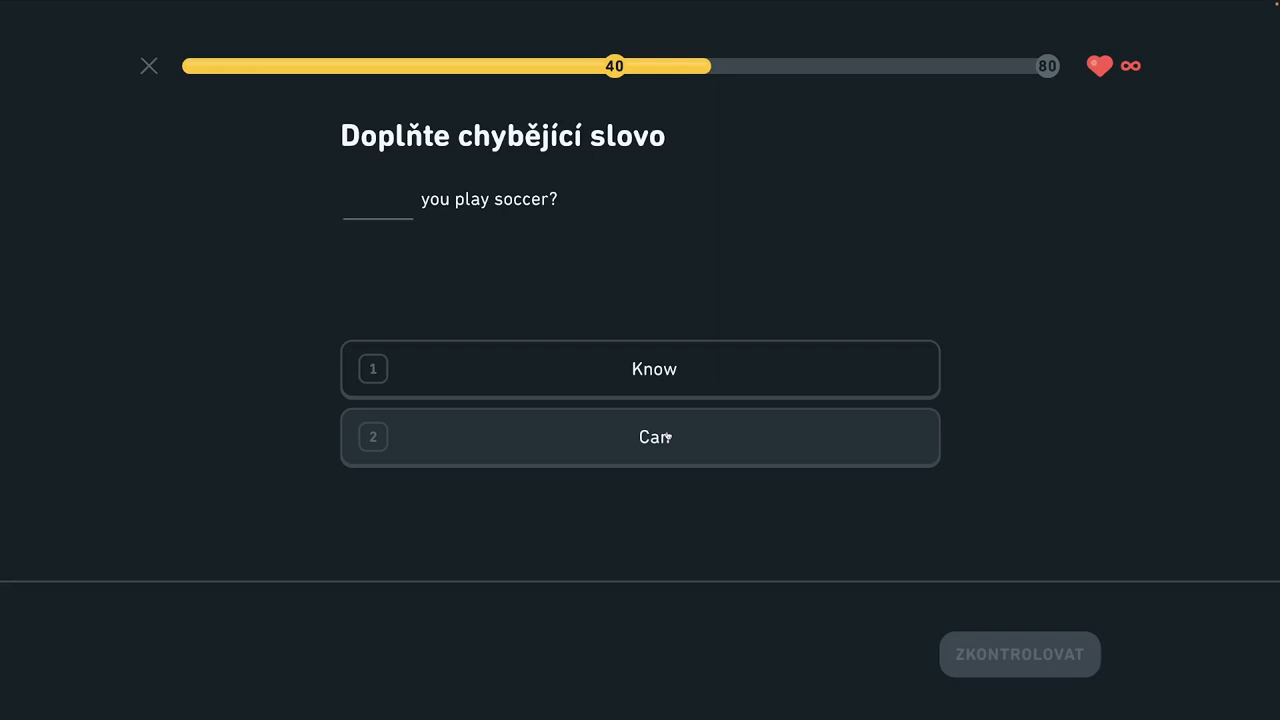 40
80
Doplňte chybějící slovo
you play soccer?
1
Know
2
Can
ZKONTROLOVAT